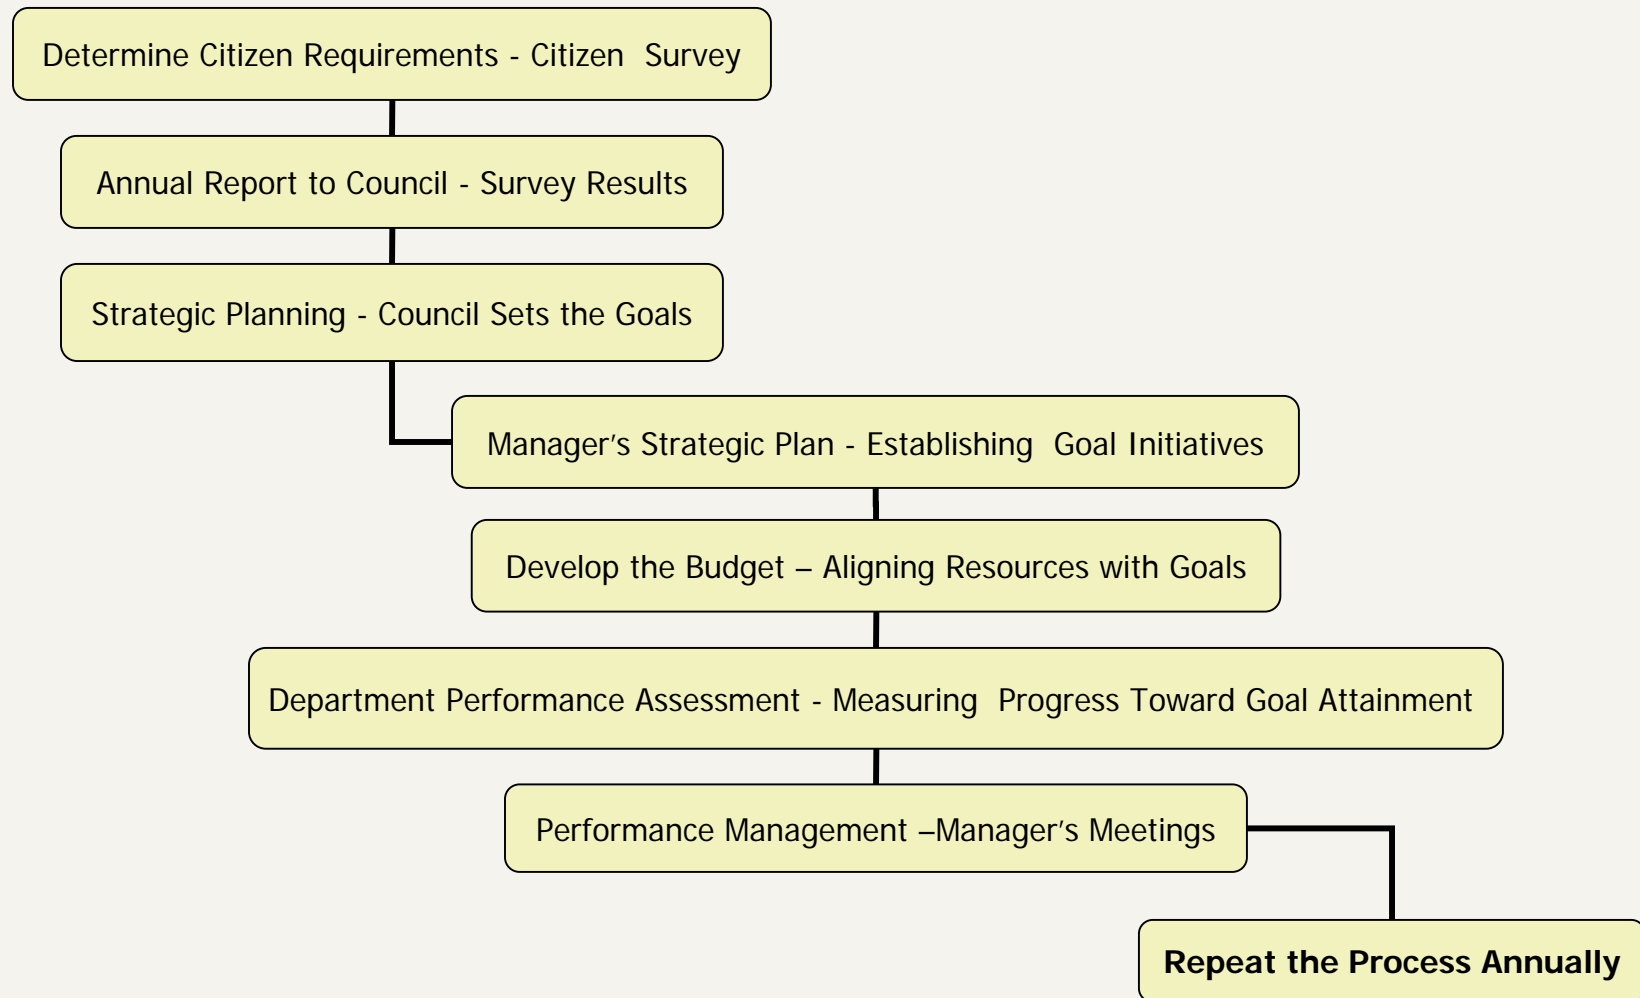 Determine Citizen Requirements - Citizen  Survey
Annual Report to Council - Survey Results
Strategic Planning - Council Sets the Goals
Manager's Strategic Plan - Establishing  Goal Initiatives
Develop the Budget – Aligning Resources with Goals
Department Performance Assessment - Measuring  Progress Toward Goal Attainment
Performance Management –Manager's Meetings
Repeat the Process Annually